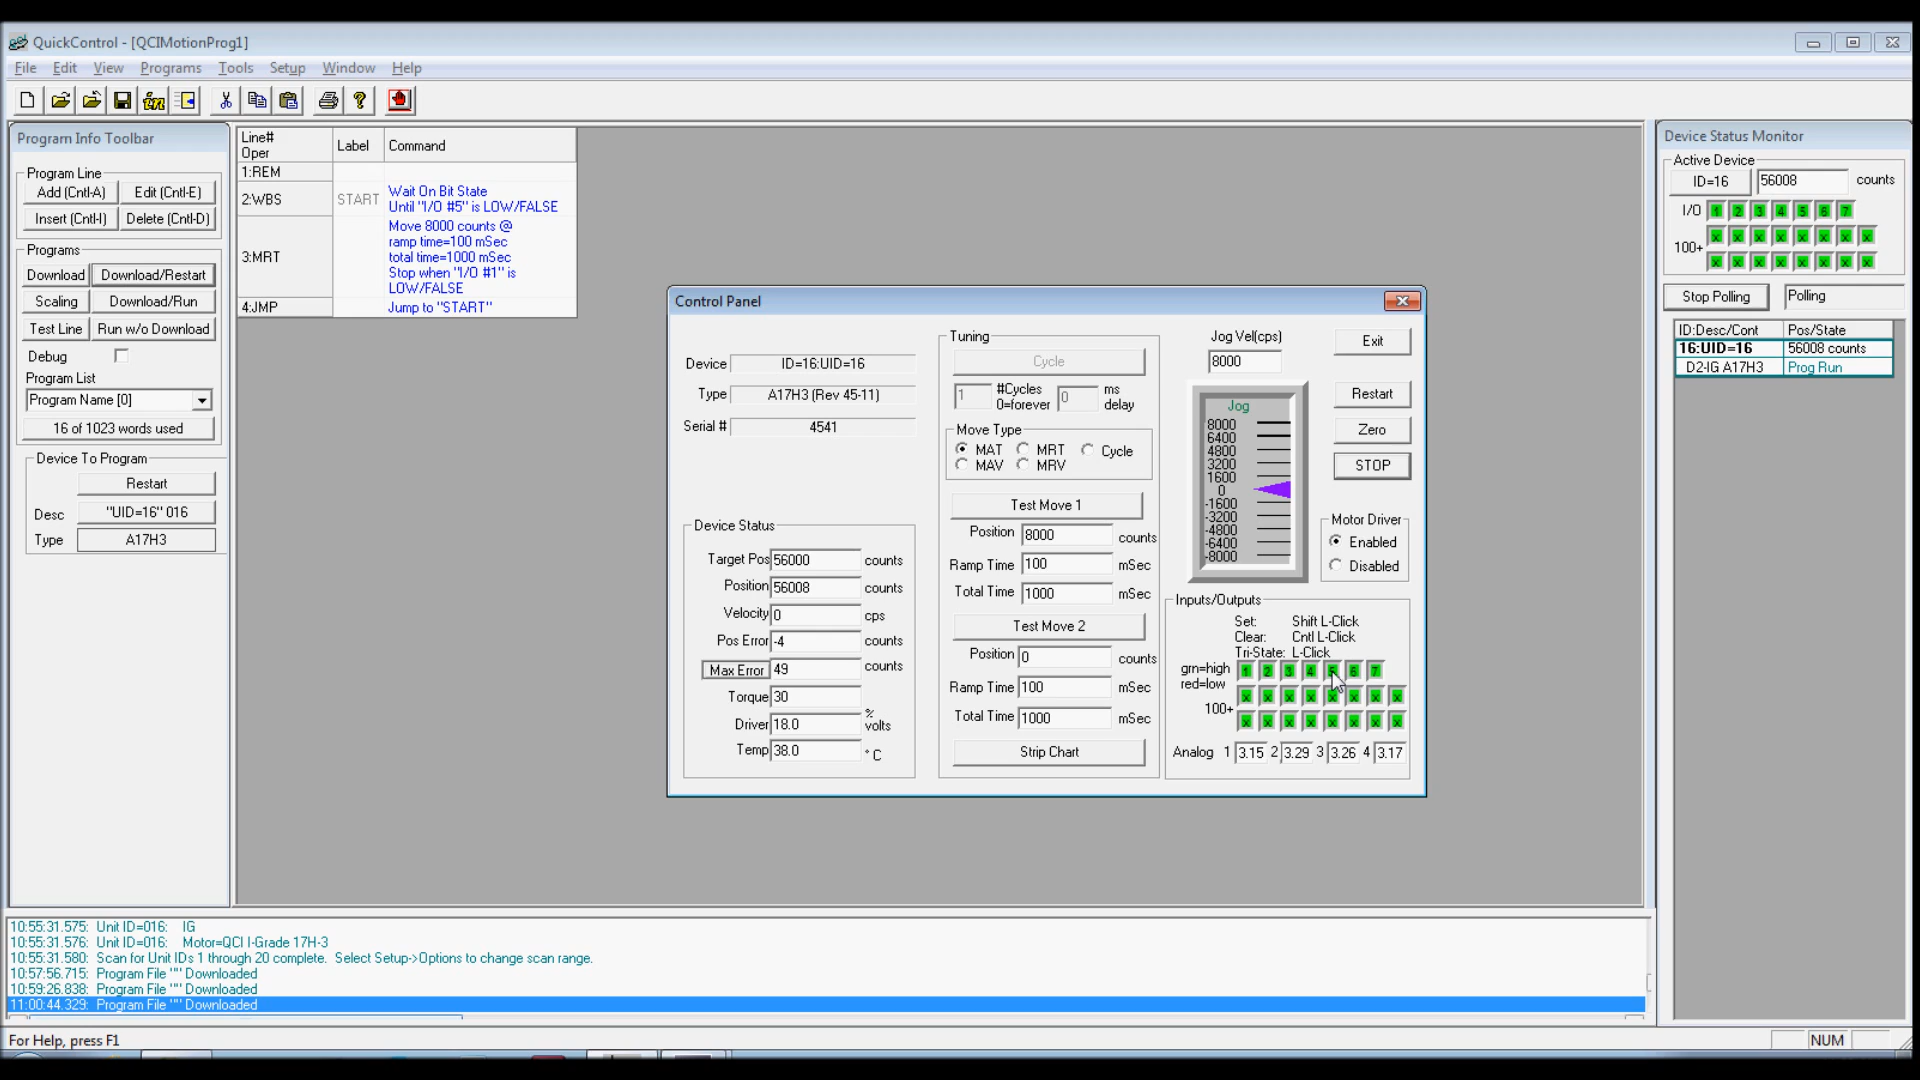 QuickControl - [QCIMotionProg1]
File Edit View Programs Tools Setup Window Help
Program Info Toolbar
Program Line
Add (Cntl-A) Edit (Cntl-E)
Insert (Cntl-I) Delete (Cntl-D)
Programs
Download Download/Restart
Scaling Download/Run
Test Line Run w/o Download
Debug
Program List
Program Name [0]
16 of 1023 words used
Device To Program
Restart
Desc "UID=16" 016
Type A17H3
Line# Label Command
Oper
1:REM
2:WBS START Wait On Bit State
Until "I/O #5" is LOW/FALSE
3:MRT Move 8000 counts @
ramp time=100 mSec
total time=1000 mSec
Stop when "I/O #1" is
LOW/FALSE
4:JMP Jump to "START"
Control Panel
Device ID=16:UID=16
Type A17H3 (Rev 45-11)
Serial # 4541
Device Status
Target Pos 56000 counts
Position 56008 counts
Velocity 0 cps
Pos Error -4 counts
Max Error 49 counts
Torque 30 %
Driver 18.0 volts
Temp 38.0 ° C
Tuning
Cycle
1 #Cycles 0 ms
0=forever delay
Move Type
MAT MRT Cycle
MAV MRV
Test Move 1
Position 8000 counts
Ramp Time 100 mSec
Total Time 1000 mSec
Test Move 2
Position 0 counts
Ramp Time 100 mSec
Total Time 1000 mSec
Strip Chart
Jog Vel(cps)
8000
Jog
8000
6400
4800
3200
1600
0
-1600
-3200
-4800
-6400
-8000
Exit
Restart
Zero
STOP
Motor Driver
Enabled
Disabled
Inputs/Outputs
Set: Shift L-Click
Clear: Cntl L-Click
Tri-State: L-Click
grn=high 1 2 3 4 5 6 7
red=low
x x x x x x x x
100+
x x x x x x x x
Analog 1 3.15 2 3.29 3 3.26 4 3.17
Device Status Monitor
Active Device
ID=16 56008 counts
I/O 1 2 3 4 5 6 7
100+ x x x x x x x x
x x x x x x x x
Stop Polling Polling
ID:Desc/Cont Pos/State
16:UID=16 56008 counts
D2-IG A17H3 Prog Run
10:55:31.575: Unit ID=016: IG
10:55:31.576: Unit ID=016: Motor=QCI I-Grade 17H-3
10:55:31.580: Scan for Unit IDs 1 through 20 complete. Select Setup->Options to change scan range.
10:57:56.715: Program File "" Downloaded
10:59:26.838: Program File "" Downloaded
11:00:44.329: Program File "" Downloaded
For Help, press F1 NUM